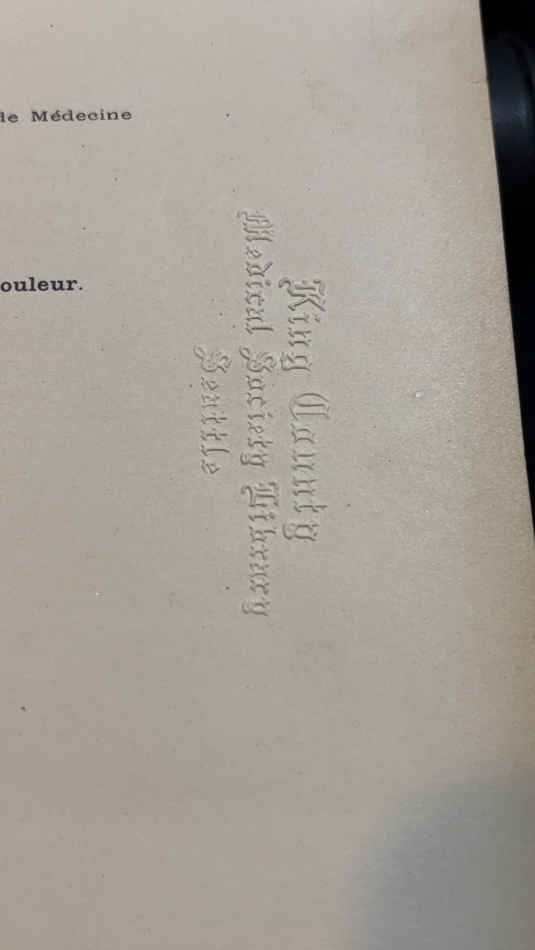 de Médecine
ouleur.
King County
Medical Society Library
Seattle